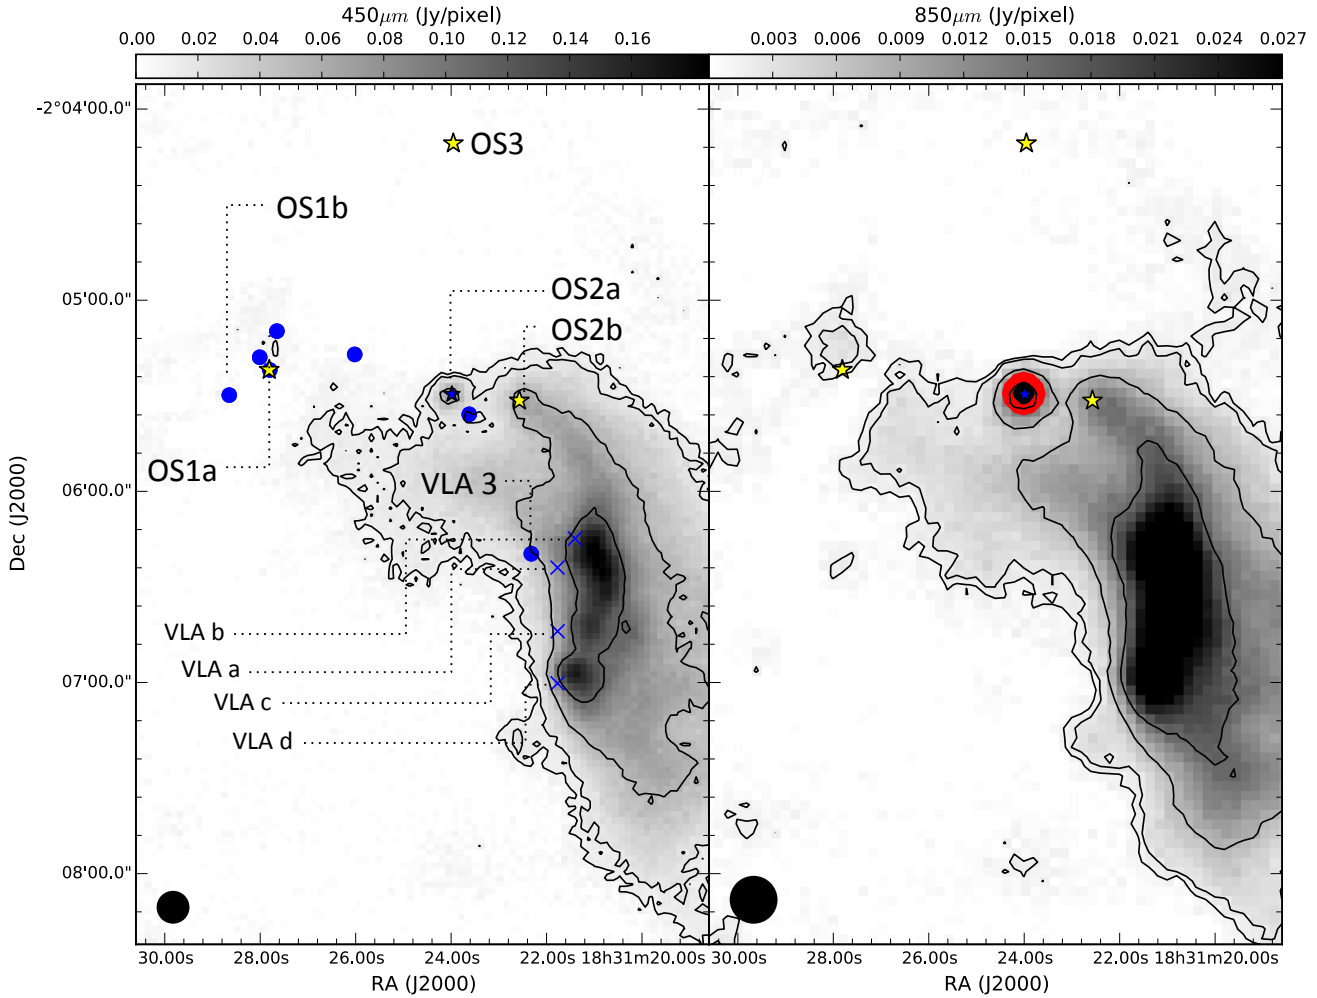 450μm (Jy/pixel)
850μm (Jy/pixel)
0.00 0.02 0.04 0.06 0.08 0.10 0.12 0.14 0.16
0.003 0.006 0.009 0.012 0.015 0.018 0.021 0.024 0.027
-2°04'00.0"
OS3
OS1b
OS2a
05'00.0"
OS2b
OS1a
VLA 3
06'00.0"
Dec (J2000)
VLA b
VLA a
07'00.0"
VLA c
VLA d
08'00.0"
30.00s 28.00s 26.00s 24.00s 22.00s 18h31m20.00s
30.00s 28.00s 26.00s 24.00s 22.00s 18h31m20.00s
RA (J2000)
RA (J2000)